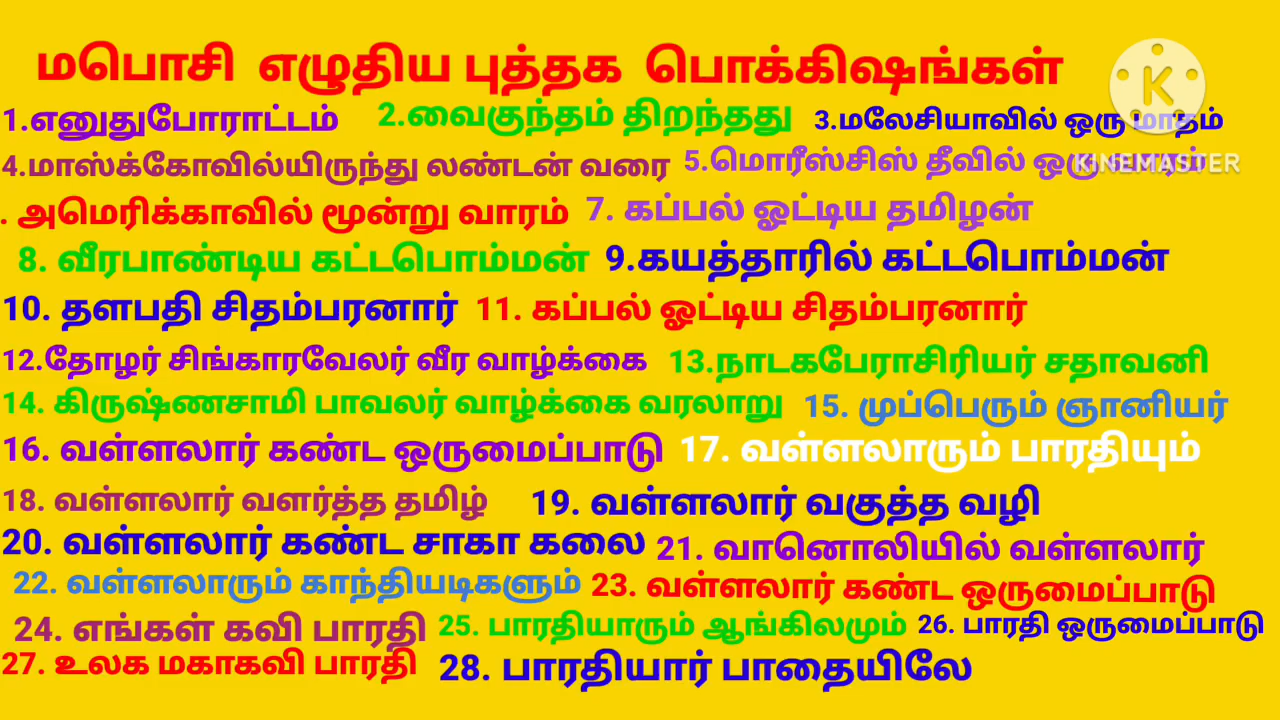 மபொசி எழுதிய புத்தக பொக்கிஷங்கள்
K
KINEMASTER
1.எனுதுபோராட்டம் 2.வைகுந்தம் திறந்தது 3.மலேசியாவில் ஒரு மாதம்
4.மாஸ்க்கோவில்யிருந்து லண்டன் வரை 5.மொரீஸ்சிஸ் தீவில் ஒரு
. அமெரிக்காவில் மூன்று வாரம் 7. கப்பல் ஓட்டிய தமிழன்
8. வீரபாண்டிய கட்டபொம்மன் 9.கயத்தாரில் கட்டபொம்மன்
10. தளபதி சிதம்பரனார் 11. கப்பல் ஓட்டிய சிதம்பரனார்
12.தோழர் சிங்காரவேலர் வீர வாழ்க்கை 13.நாடகபேராசிரியர் சதாவனி
14. கிருஷ்ணசாமி பாவலர் வாழ்க்கை வரலாறு 15. முப்பெரும் ஞானியர்
16. வள்ளலார் கண்ட ஒருமைப்பாடு 17. வள்ளலாரும் பாரதியும்
18. வள்ளலார் வளர்த்த தமிழ் 19. வள்ளலார் வகுத்த வழி
20. வள்ளலார் கண்ட சாகா கலை 21. வானொலியில் வள்ளலார்
22. வள்ளலாரும் காந்தியடிகளும் 23. வள்ளலார் கண்ட ஒருமைப்பாடு
24. எங்கள் கவி பாரதி 25. பாரதியாரும் ஆங்கிலமும் 26. பாரதி ஒருமைப்பாடு
27. உலக மகாகவி பாரதி 28. பாரதியார் பாதையிலே